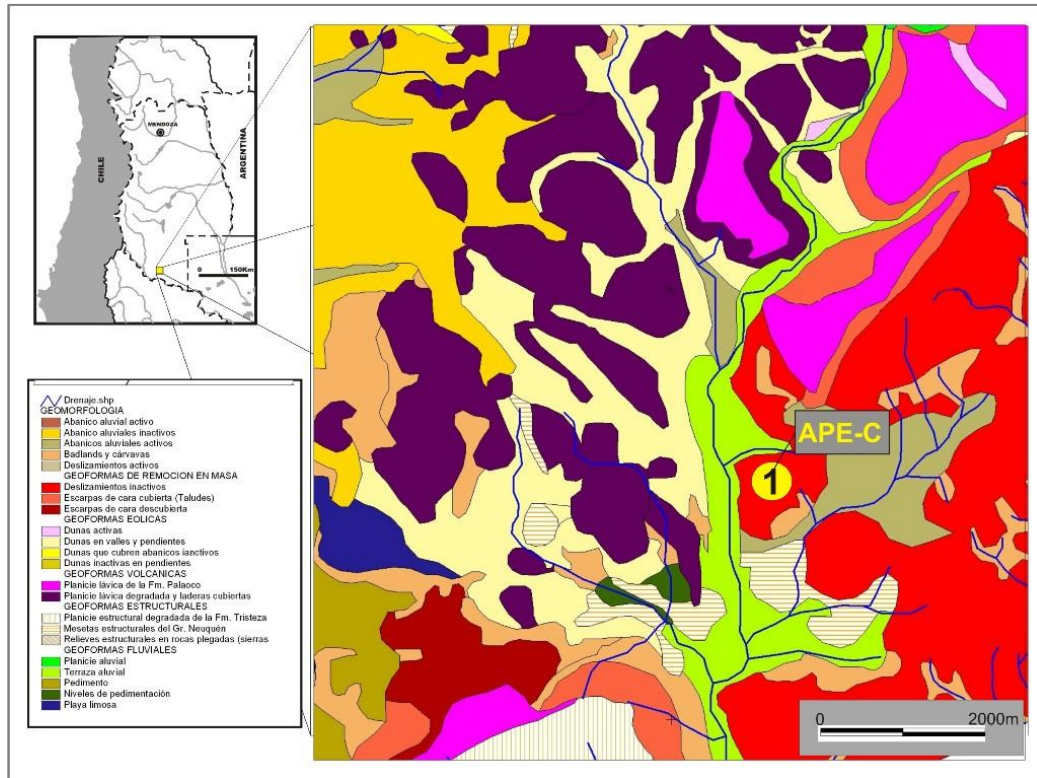 MENDOZA
CHILE
ARGENTINA
0 150Km
Drenaje.shp
GEOMORFOLOGIA
Abanico aluvial activo
Abanico aluviales inactivos
Abanicos aluviales activos
Badlands y cárvavas
Deslizamientos activos
GEOFORMAS DE REMOCION EN MASA
Deslizamientos inactivos
Escarpas de cara cubierta (Taludes)
Escarpas de cara descubierta
GEOFORMAS EOLICAS
Dunas activas
Dunas en valles y pendientes
Dunas que cubren abanicos ianctivos
Dunas inactivas en pendientes
GEOFORMAS VOLCANICAS
Planicie lávica de la Fm. Palaoco
Planicie lávica degradada y laderas cubiertas
GEOFORMAS ESTRUCTURALES
Planicie estructural degradada de la Fm. Tristeza
Mesetas estructurales del Gr. Neuquén
Relieves estructurales en rocas plegadas (sierras
GEOFORMAS FLUVIALES
Planicie aluvial
Terraza aluvial
Pedimento
Niveles de pedimentación
Playa limosa
APE-C
1
0 2000m